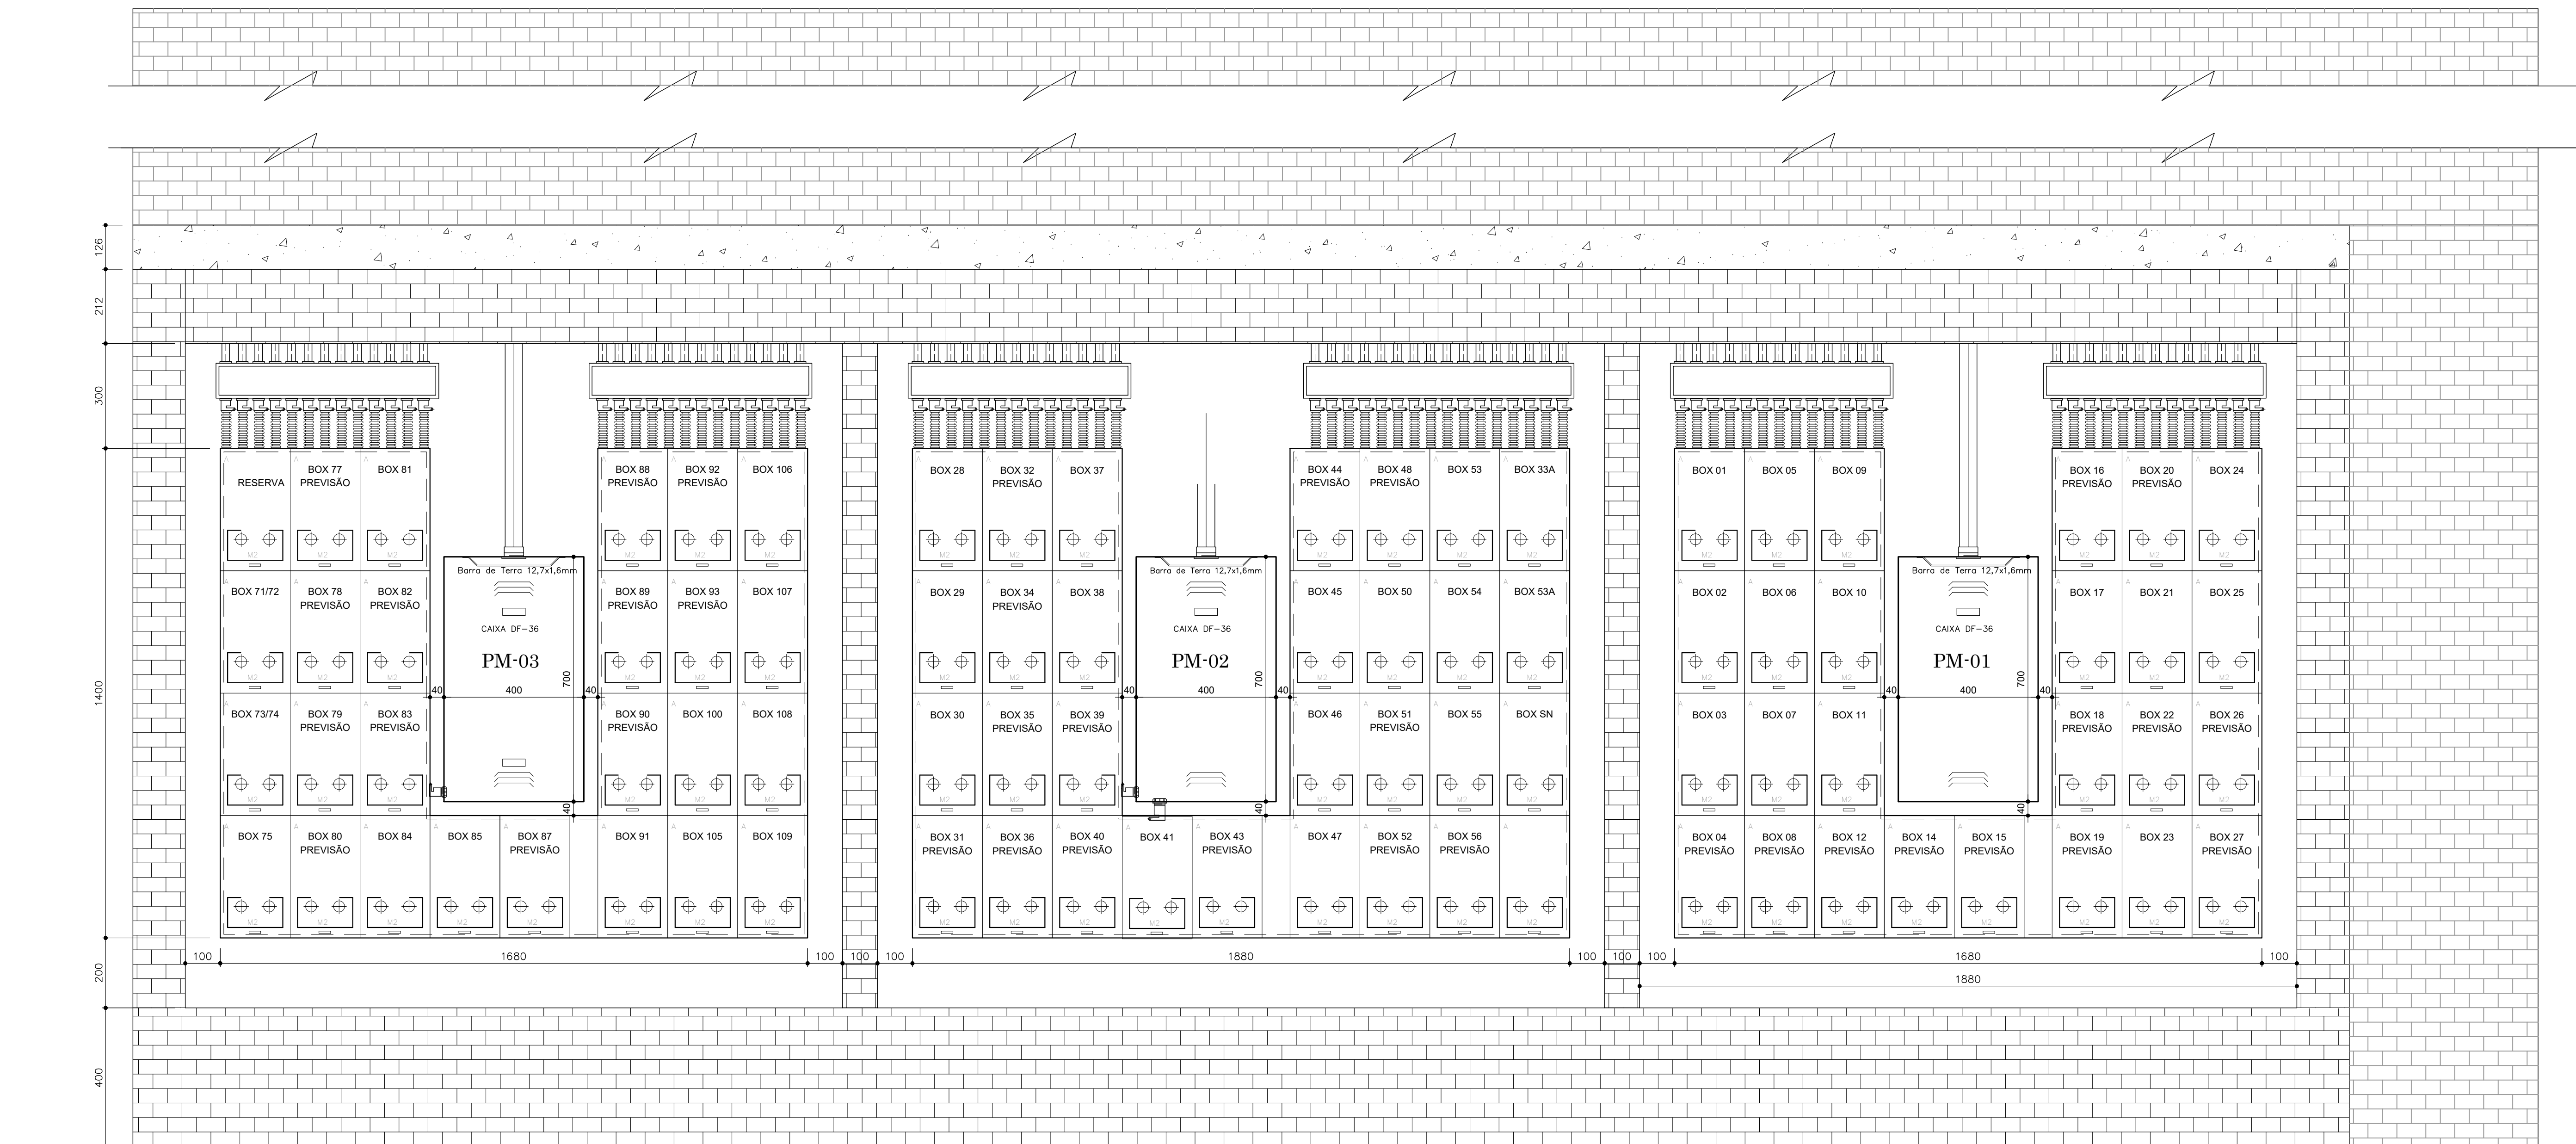 126
212
300
1400
200
400
RESERVA
BOX 77
PREVISÃO
BOX 81
BOX 88
PREVISÃO
BOX 92
PREVISÃO
BOX 106
BOX 71/72
BOX 78
PREVISÃO
BOX 82
PREVISÃO
BOX 89
PREVISÃO
BOX 93
PREVISÃO
BOX 107
BOX 73/74
BOX 79
PREVISÃO
BOX 83
PREVISÃO
BOX 90
PREVISÃO
BOX 100
BOX 108
BOX 75
BOX 80
PREVISÃO
BOX 84
BOX 85
BOX 87
PREVISÃO
BOX 91
BOX 105
BOX 109
Barra de Terra 12,7x1,6mm
CAIXA DF-36
PM-03
700
40
400
40
40
100
1680
100
100
BOX 28
BOX 32
PREVISÃO
BOX 37
BOX 44
PREVISÃO
BOX 48
PREVISÃO
BOX 53
BOX 33A
BOX 29
BOX 34
PREVISÃO
BOX 38
BOX 45
BOX 50
BOX 54
BOX 53A
BOX 30
BOX 35
PREVISÃO
BOX 39
PREVISÃO
BOX 46
BOX 51
PREVISÃO
BOX 55
BOX SN
BOX 31
PREVISÃO
BOX 36
PREVISÃO
BOX 40
PREVISÃO
BOX 41
BOX 43
PREVISÃO
BOX 47
BOX 52
PREVISÃO
BOX 56
PREVISÃO
Barra de Terra 12,7x1,6mm
CAIXA DF-36
PM-02
700
40
400
40
40
100
1880
100
100
BOX 01
BOX 05
BOX 09
BOX 16
PREVISÃO
BOX 20
PREVISÃO
BOX 24
BOX 02
BOX 06
BOX 10
BOX 17
BOX 21
BOX 25
BOX 03
BOX 07
BOX 11
BOX 18
PREVISÃO
BOX 22
PREVISÃO
BOX 26
PREVISÃO
BOX 04
PREVISÃO
BOX 08
PREVISÃO
BOX 12
PREVISÃO
BOX 14
PREVISÃO
BOX 15
PREVISÃO
BOX 19
PREVISÃO
BOX 23
BOX 27
PREVISÃO
Barra de Terra 12,7x1,6mm
CAIXA DF-36
PM-01
700
40
400
40
40
100
1680
100
1880